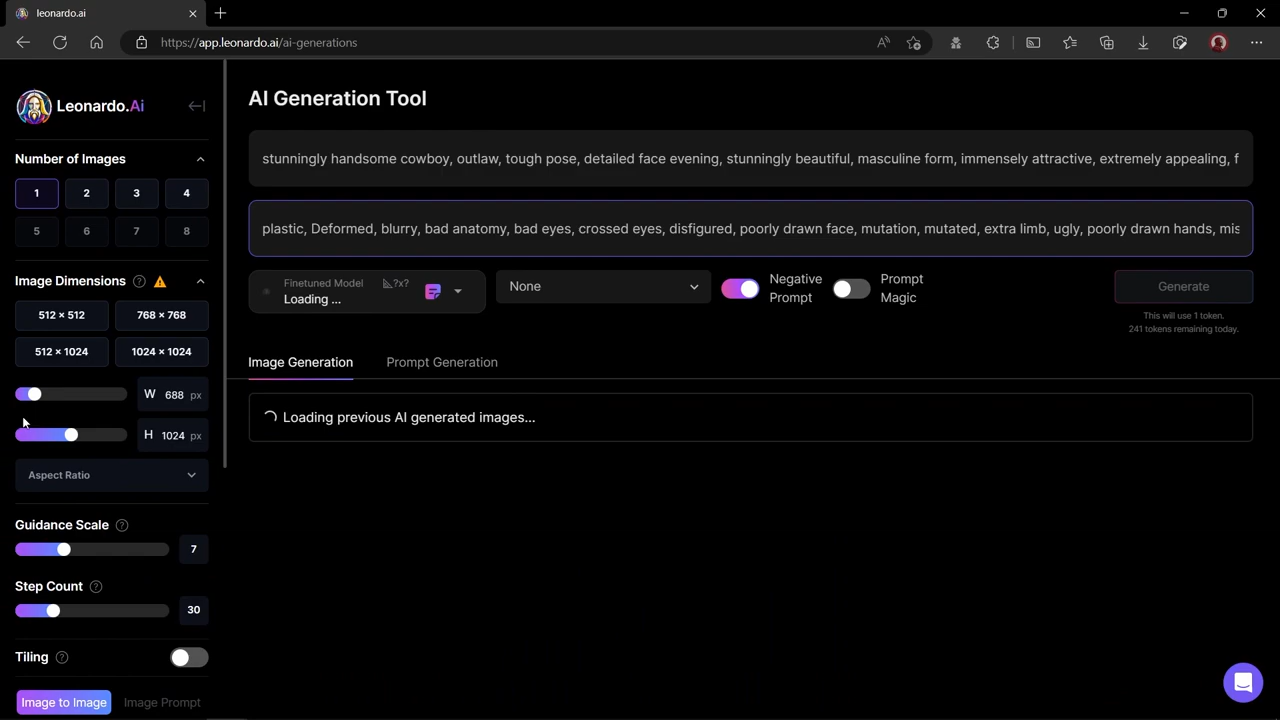 leonardo.ai
https://app.leonardo.ai/ai-generations
Leonardo.Ai
Number of Images
1 2 3 4
5 6 7 8
Image Dimensions
512 × 512 768 × 768
512 × 1024 1024 × 1024
W 688 px
H 1024 px
Aspect Ratio
Guidance Scale
7
Step Count
30
Tiling
Image to Image Image Prompt
AI Generation Tool
stunningly handsome cowboy, outlaw, tough pose, detailed face evening, stunningly beautiful, masculine form, immensely attractive, extremely appealing, f
plastic, Deformed, blurry, bad anatomy, bad eyes, crossed eyes, disfigured, poorly drawn face, mutation, mutated, extra limb, ugly, poorly drawn hands, mis
Finetuned Model ?x?
Loading ...
None
Negative
Prompt
Prompt
Magic
Generate
This will use 1 token.
241 tokens remaining today.
Image Generation Prompt Generation
Loading previous AI generated images...